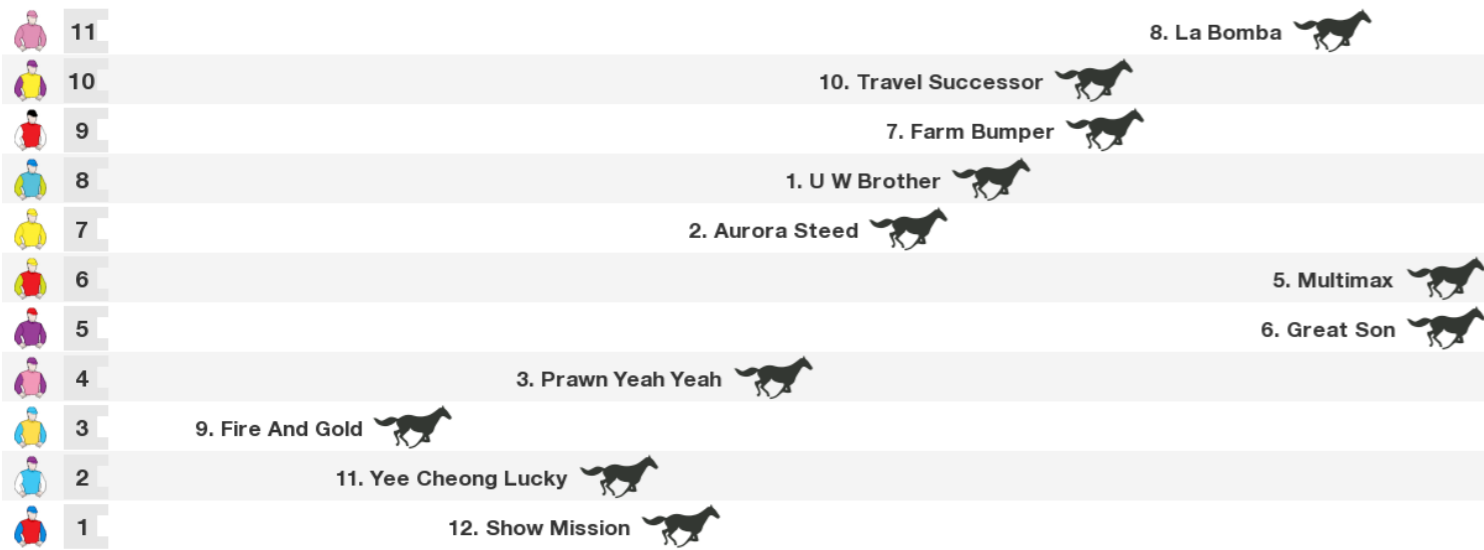 11 8. La Bomba
10 10. Travel Successor
9 7. Farm Bumper
8 1. U W Brother
7 2. Aurora Steed
6 5. Multimax
5 6. Great Son
4 3. Prawn Yeah Yeah
3 9. Fire And Gold
2 11. Yee Cheong Lucky
1 12. Show Mission